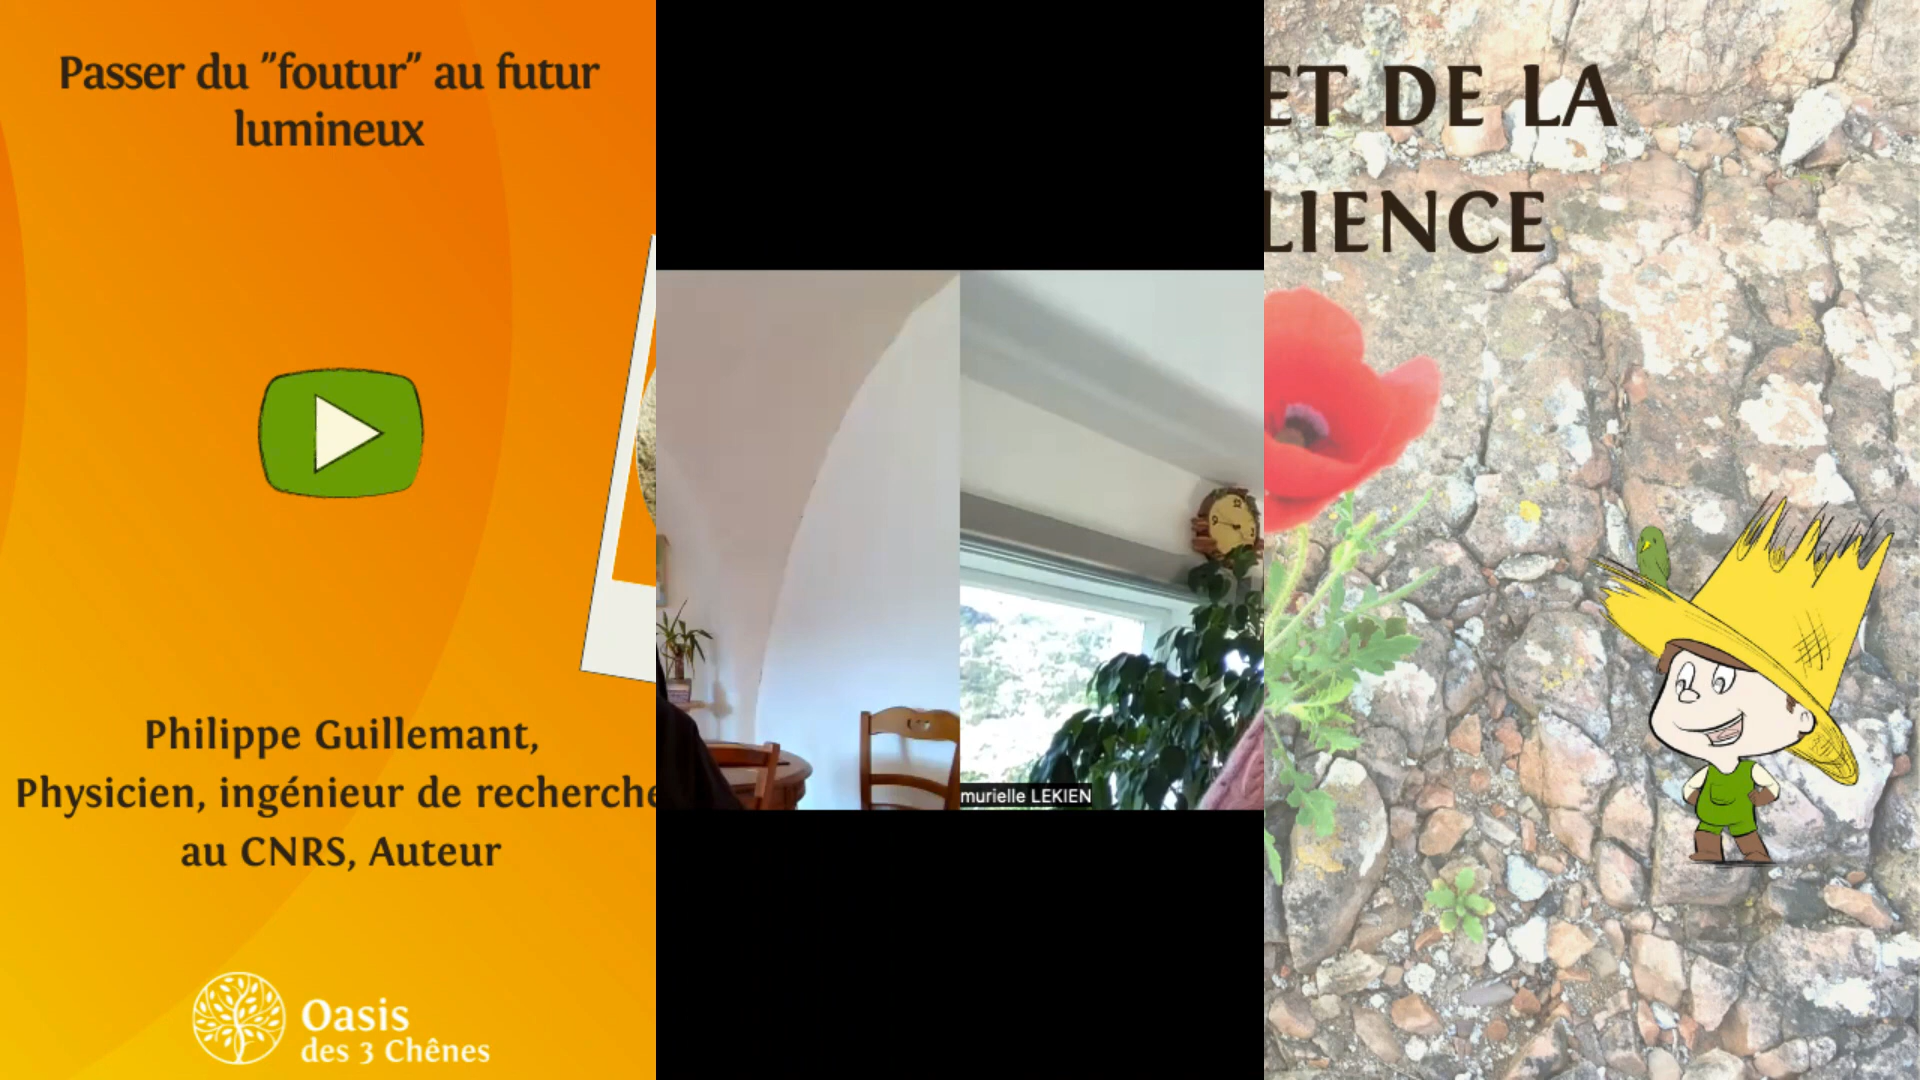 Passer du "foutur" au futur
lumineux
Philippe Guillemant,
Physicien, ingénieur de recherche
au CNRS, Auteur
Oasis
des 3 Chênes
murielle LEKIEN
ET DE LA
LIENCE